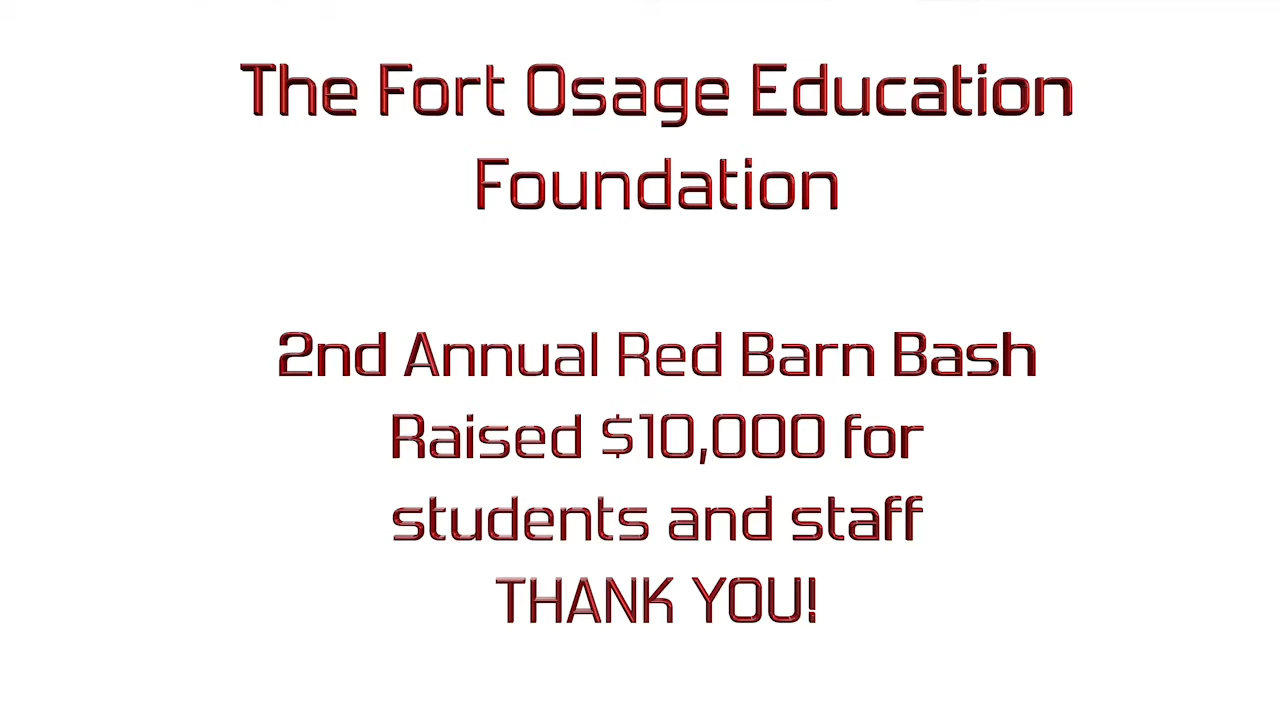 The Fort Osage Education
Foundation
2nd Annual Red Barn Bash
Raised $10,000 for
students and staff
THANK YOU!